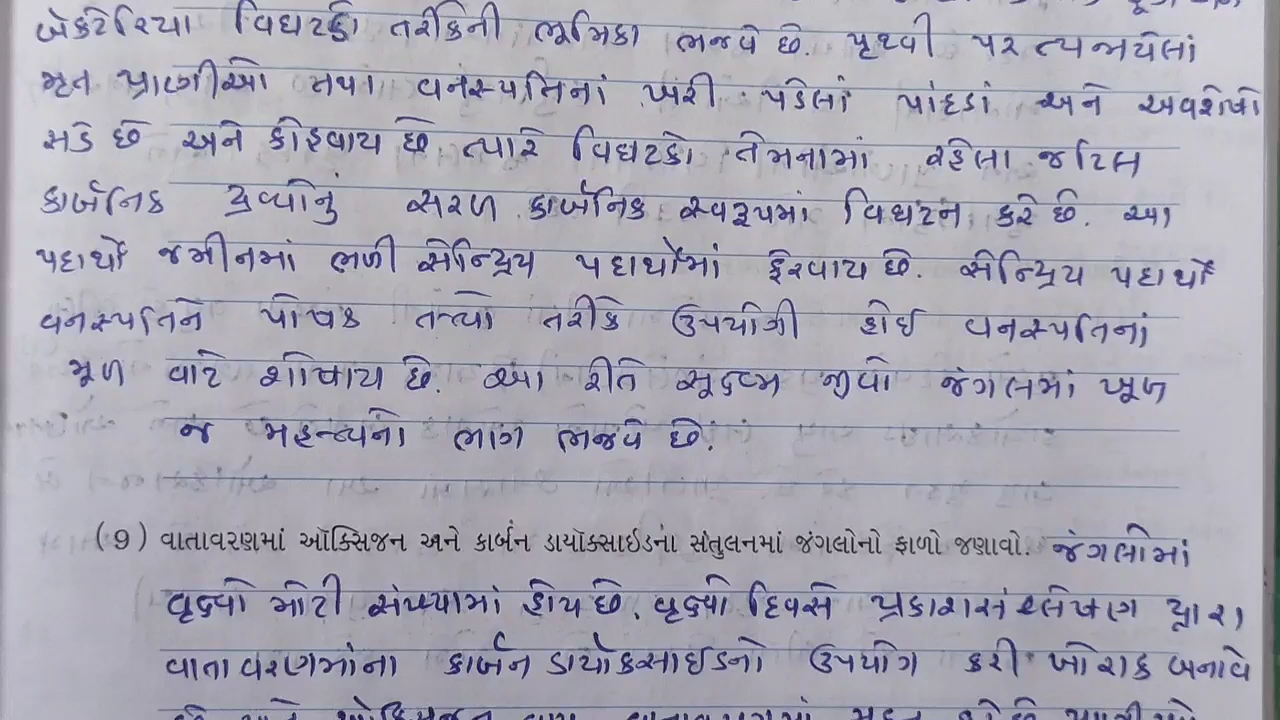 બેક્ટેરિયા વિઘટકો તરીકેની ભૂમિકા ભજવે છે. પૃથ્વી પર ત્યજાયેલાં
મૃત પ્રાણીઓ તથા વનસ્પતિનાં ખરી પડેલાં પાંદડાં અને અવશેષો
સડે છે અને કોહવાય છે ત્યારે વિઘટકો તેમનામાં રહેલા જટિલ
કાર્બનિક દ્રવ્યોનું સરળ કાર્બનિક સ્વરૂપમાં વિઘટન કરે છે. આ
પદાર્થો જમીનમાં ભળી સેન્દ્રિય પદાર્થોમાં ફેરવાય છે. સેન્દ્રિય પદાર્થો
વનસ્પતિને પોષક તત્ત્વો તરીકે ઉપયોગી હોઈ વનસ્પતિનાં
મૂળ વાટે શોષાય છે. આ રીતે સૂક્ષ્મ જીવો જંગલમાં ખૂબ
જ મહત્ત્વનો ભાગ ભજવે છે.
(9) વાતાવરણમાં ઑક્સિજન અને કાર્બન ડાયૉક્સાઇડના સંતુલનમાં જંગલોનો ફાળો જણાવો. જંગલોમાં
વૃક્ષો મોટી સંખ્યામાં હોય છે. વૃક્ષો દિવસે પ્રકાશસંશ્લેષણ દ્વારા
વાતાવરણમાંના કાર્બન ડાયોક્સાઇડનો ઉપયોગ કરી ખોરાક બનાવે